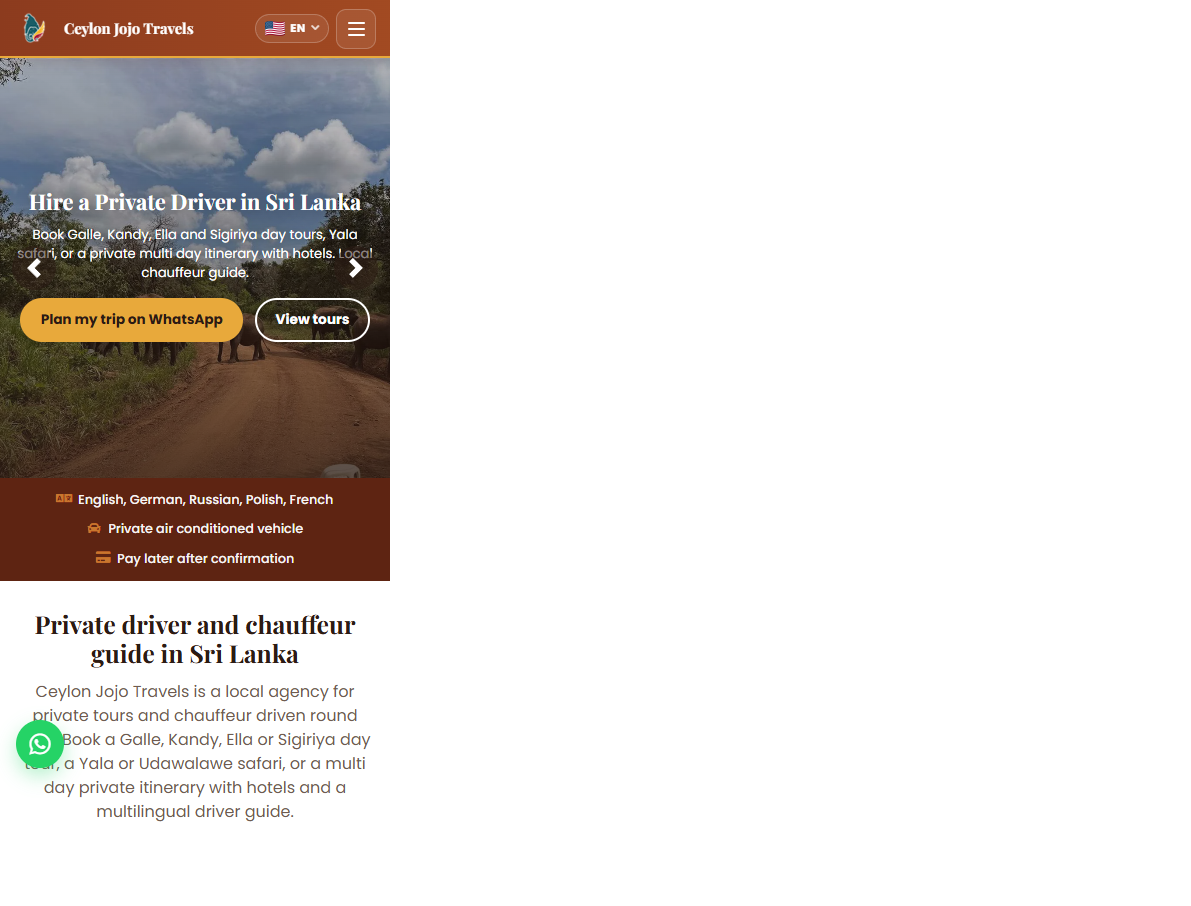 Ceylon Jojo Travels
EN
Hire a Private Driver in Sri Lanka
Book Galle, Kandy, Ella and Sigiriya day tours, Yala
safari, or a private multi day itinerary with hotels. Local
chauffeur guide.
Plan my trip on WhatsApp
View tours
English, German, Russian, Polish, French
Private air conditioned vehicle
Pay later after confirmation
Private driver and chauffeur
guide in Sri Lanka
Ceylon Jojo Travels is a local agency for
private tours and chauffeur driven round
Book a Galle, Kandy, Ella or Sigiriya day
tour, a Yala or Udawalawe safari, or a multi
day private itinerary with hotels and a
multilingual driver guide.